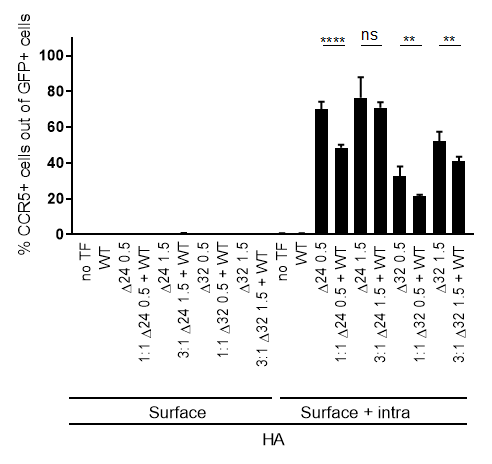 **** ns ** **
% CCR5+ cells out of GFP+ cells
100
80
60
40
20
0
no TF
WT
Δ24 0.5
1:1 Δ24 0.5 + WT
Δ24 1.5
3:1 Δ24 1.5 + WT
Δ32 0.5
1:1 Δ32 0.5 + WT
Δ32 1.5
3:1 Δ32 1.5 + WT
no TF
WT
Δ24 0.5
1:1 Δ24 0.5 + WT
Δ24 1.5
3:1 Δ24 1.5 + WT
Δ32 0.5
1:1 Δ32 0.5 + WT
Δ32 1.5
3:1 Δ32 1.5 + WT
Surface
Surface + intra
HA